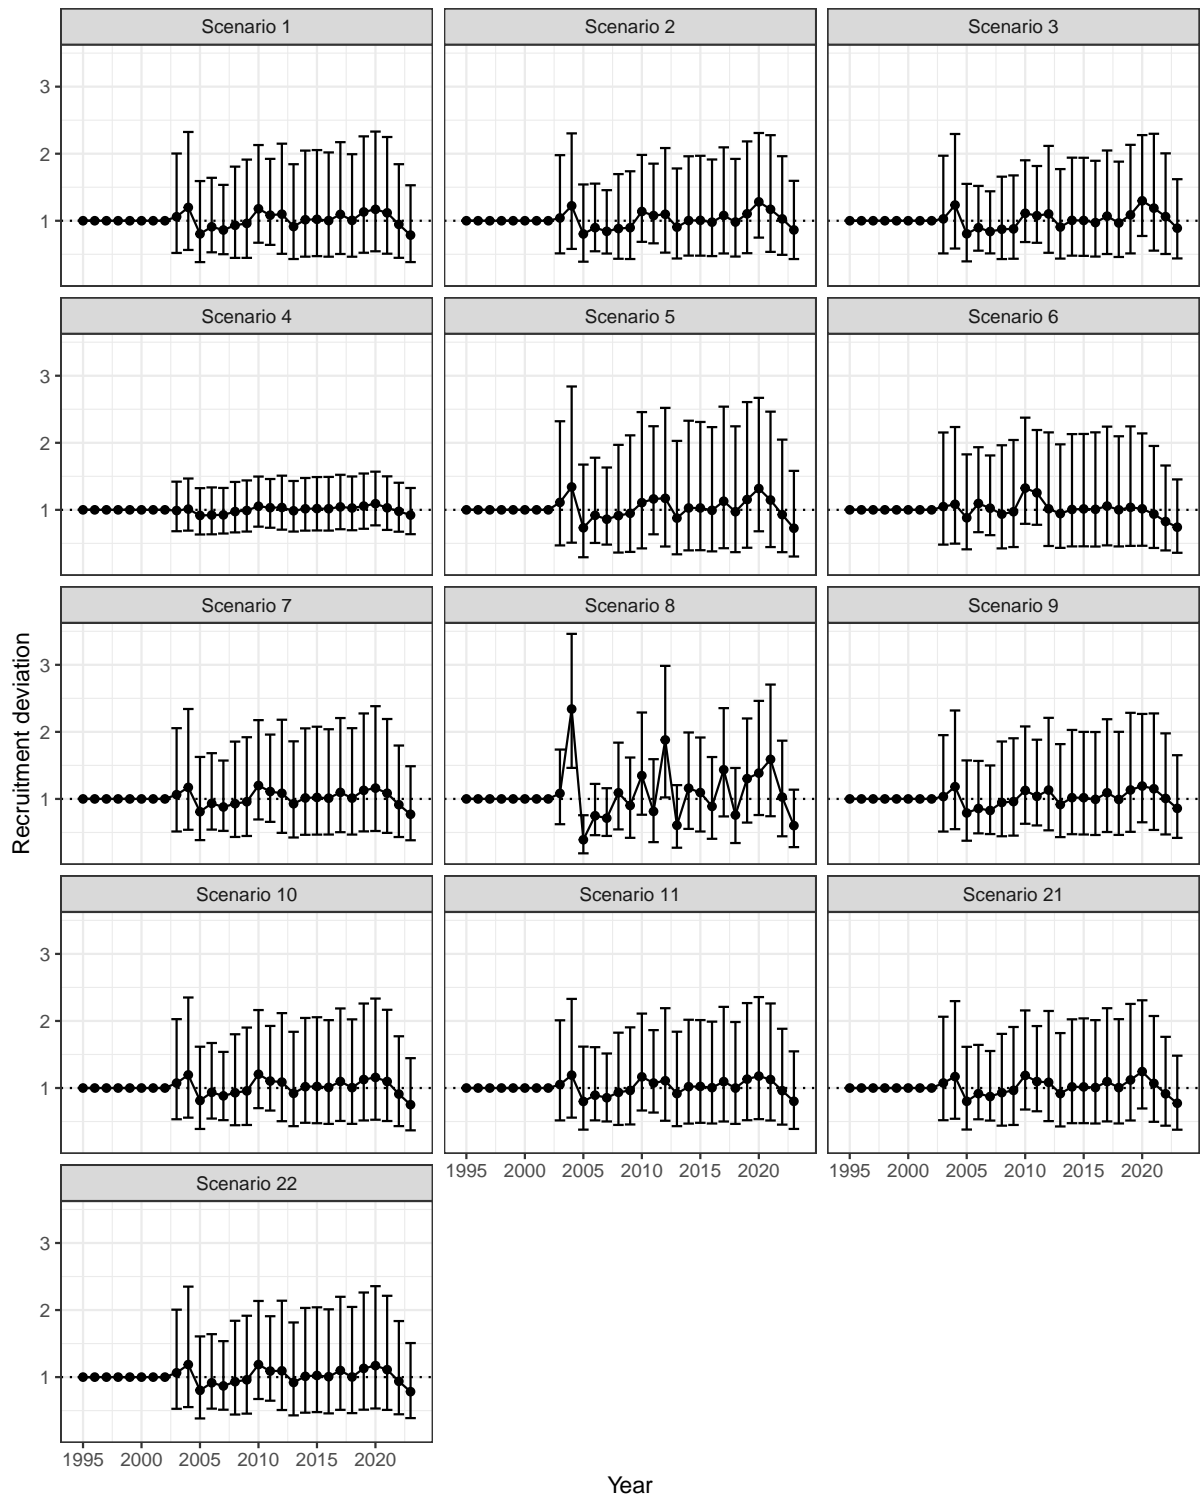 Scenario 1
Scenario 2
Scenario 3
3
2
1
Scenario 4
Scenario 5
Scenario 6
3
2
1
Scenario 7
Scenario 8
Scenario 9
3
2
1
Recruitment deviation
Scenario 10
Scenario 11
Scenario 21
3
2
1
1995 2000 2005 2010 2015 2020
1995 2000 2005 2010 2015 2020
Scenario 22
3
2
1
1995 2000 2005 2010 2015 2020
Year